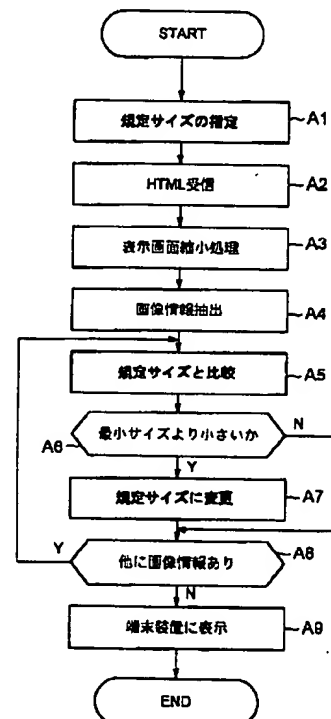 START
規定サイズの指定
A1
HTML受信
A2
表示画面縮小処理
A3
画像情報抽出
A4
規定サイズと比較
A5
最小サイズより小さいか
N
A6
Y
規定サイズに変更
A7
他に画像情報あり
A8
Y
N
端末装置に表示
A9
END